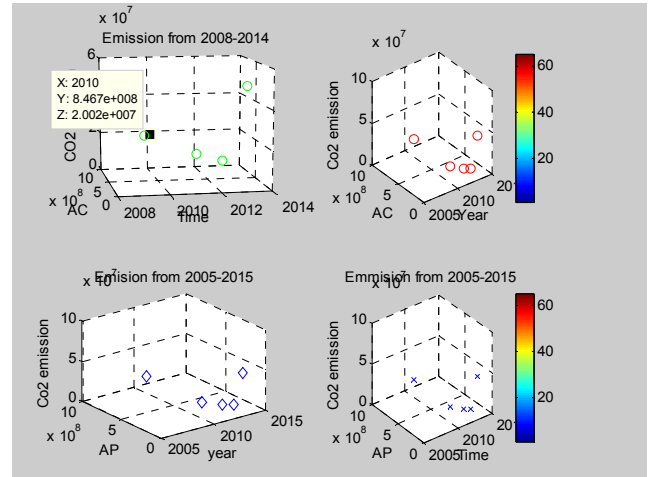 x 10^7
Emission from 2008-2014
6
X: 2010
Y: 8.467e+008
Z: 2.002e+007
CO2
2
0
10
5
0
x 10^8
AC
2008
2010
2012
2014
Time
x 10^7
10
5
0
Co2 emission
10
5
0
x 10^8
AC
2005
2010
Year
60
40
20
x 10^7
Emision from 2005-2015
10
5
0
Co2 emission
10
5
0
x 10^8
AP
2005
2010
2015
year
x 10^7
Emmision from 2005-2015
10
5
0
Co2 emission
10
5
0
x 10^8
AP
2005
2010
Time
60
40
20